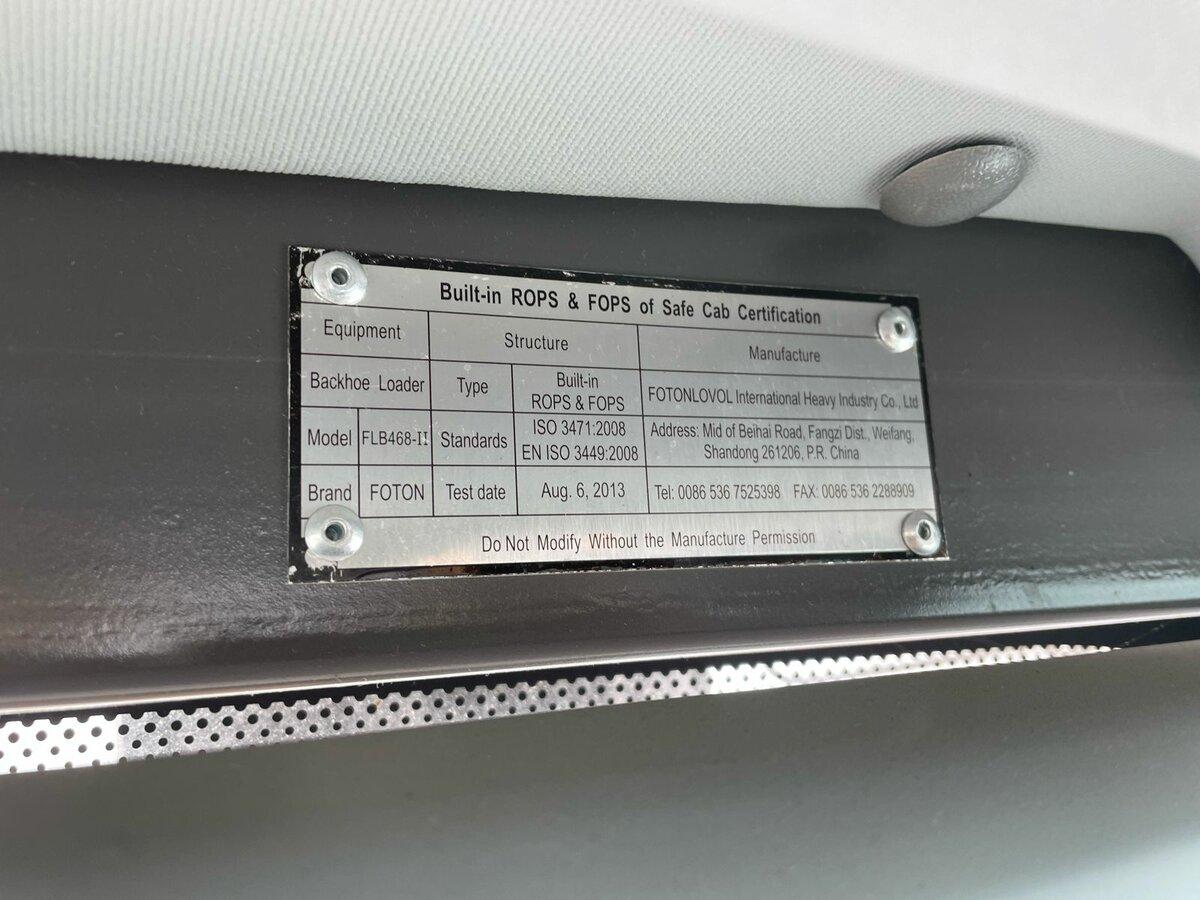 Built-in ROPS & FOPS of Safe Cab Certification
Equipment Structure Manufacture
Backhoe Loader Type Built-in ROPS & FOPS FOTONLOVOL International Heavy Industry Co., Ltd
Model FLB468-II Standards ISO 3471:2008 EN ISO 3449:2008 Address: Mid of Beihai Road, Fangzi Dist., Weifang, Shandong 261206, P.R. China
Brand FOTON Test date Aug. 6, 2013 Tel: 0086 536 7525398 FAX: 0086 536 2288909
Do Not Modify Without the Manufacture Permission